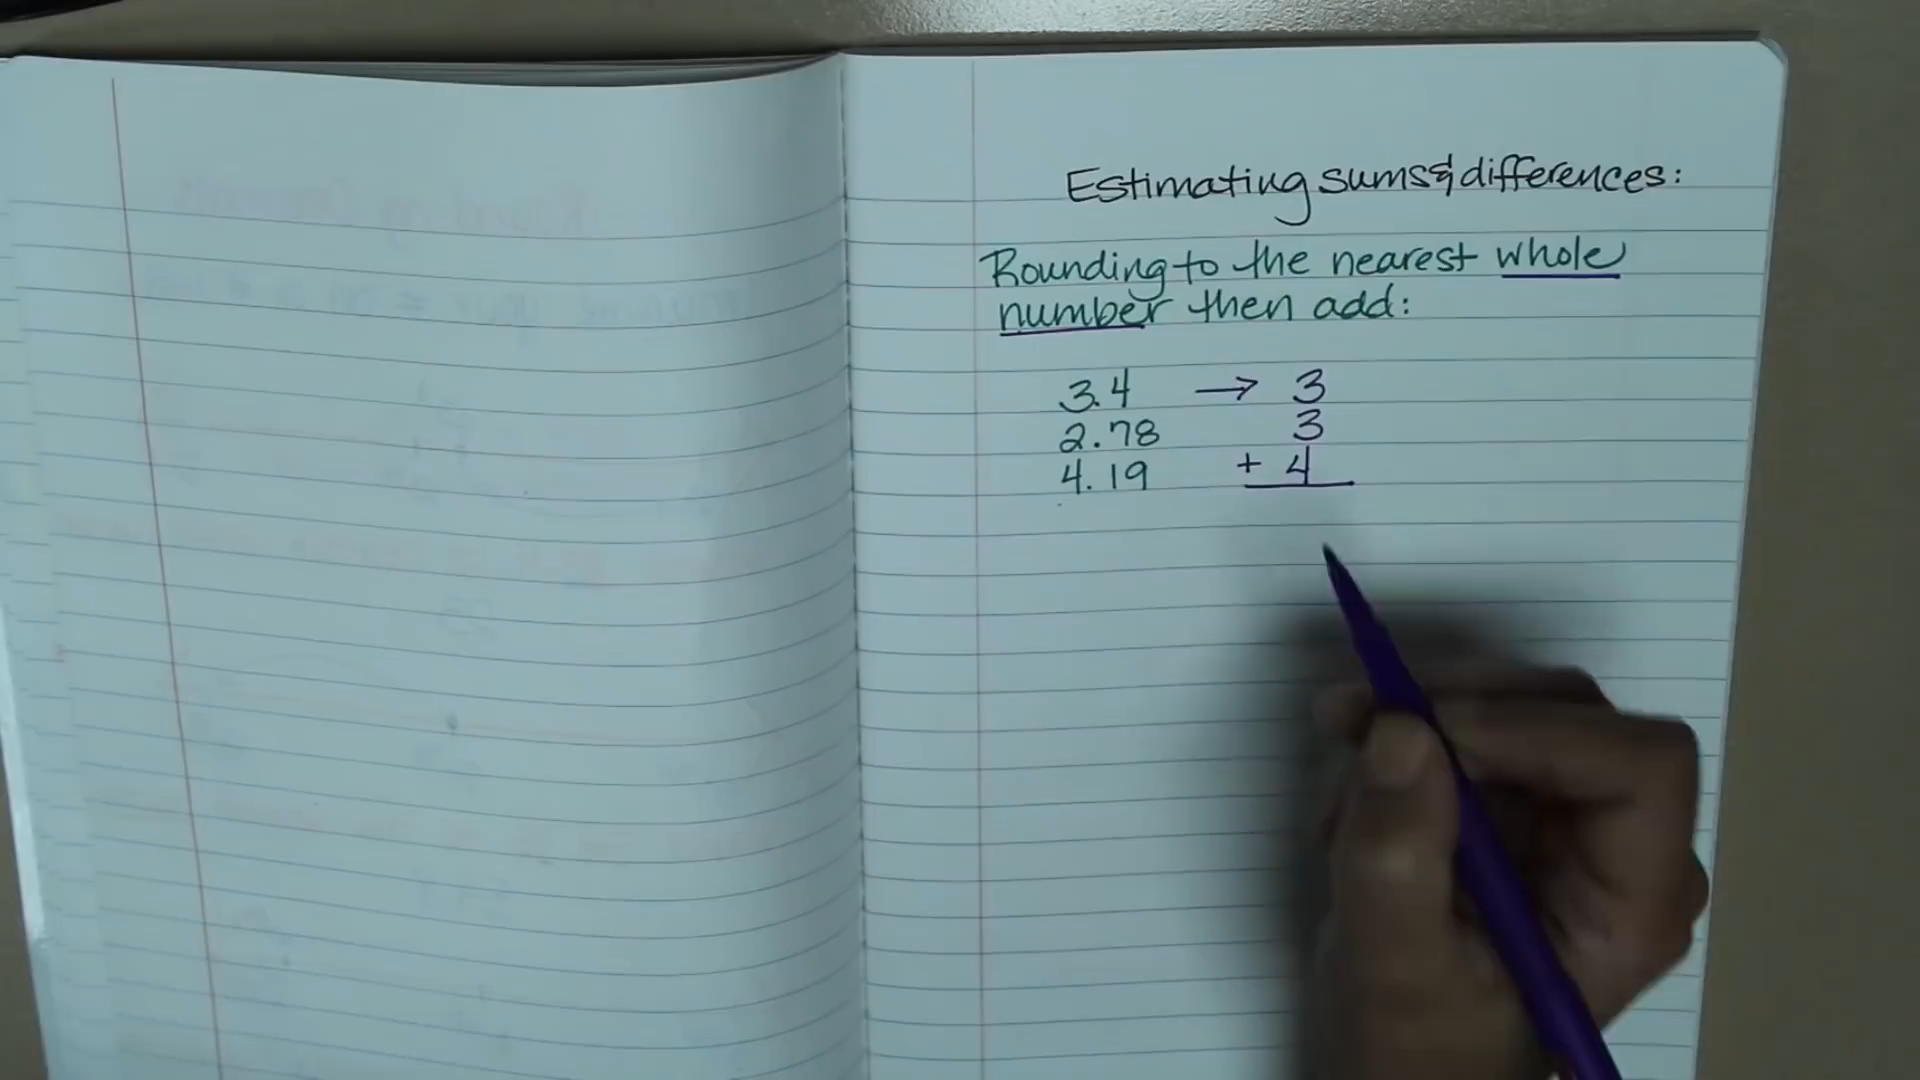 Estimating sums & differences:
Rounding to the nearest whole
number then add:
3.4 → 3
2.78 3
4.19 + 4